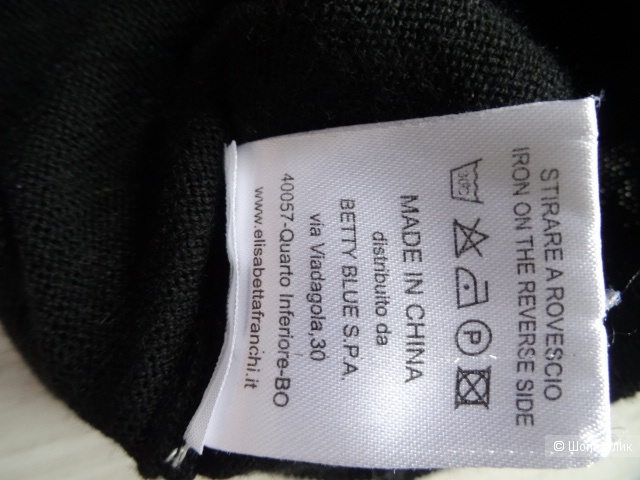 STIRARE A ROVESCIO
IRON ON THE REVERSE SIDE
30°C
P
MADE IN CHINA
distribuito da
BETTY BLUE S.P.A.
via Viadagola,30
40057-Quarto Inferiore-BO
www.elisabettafranchi.it
© Шопоголик